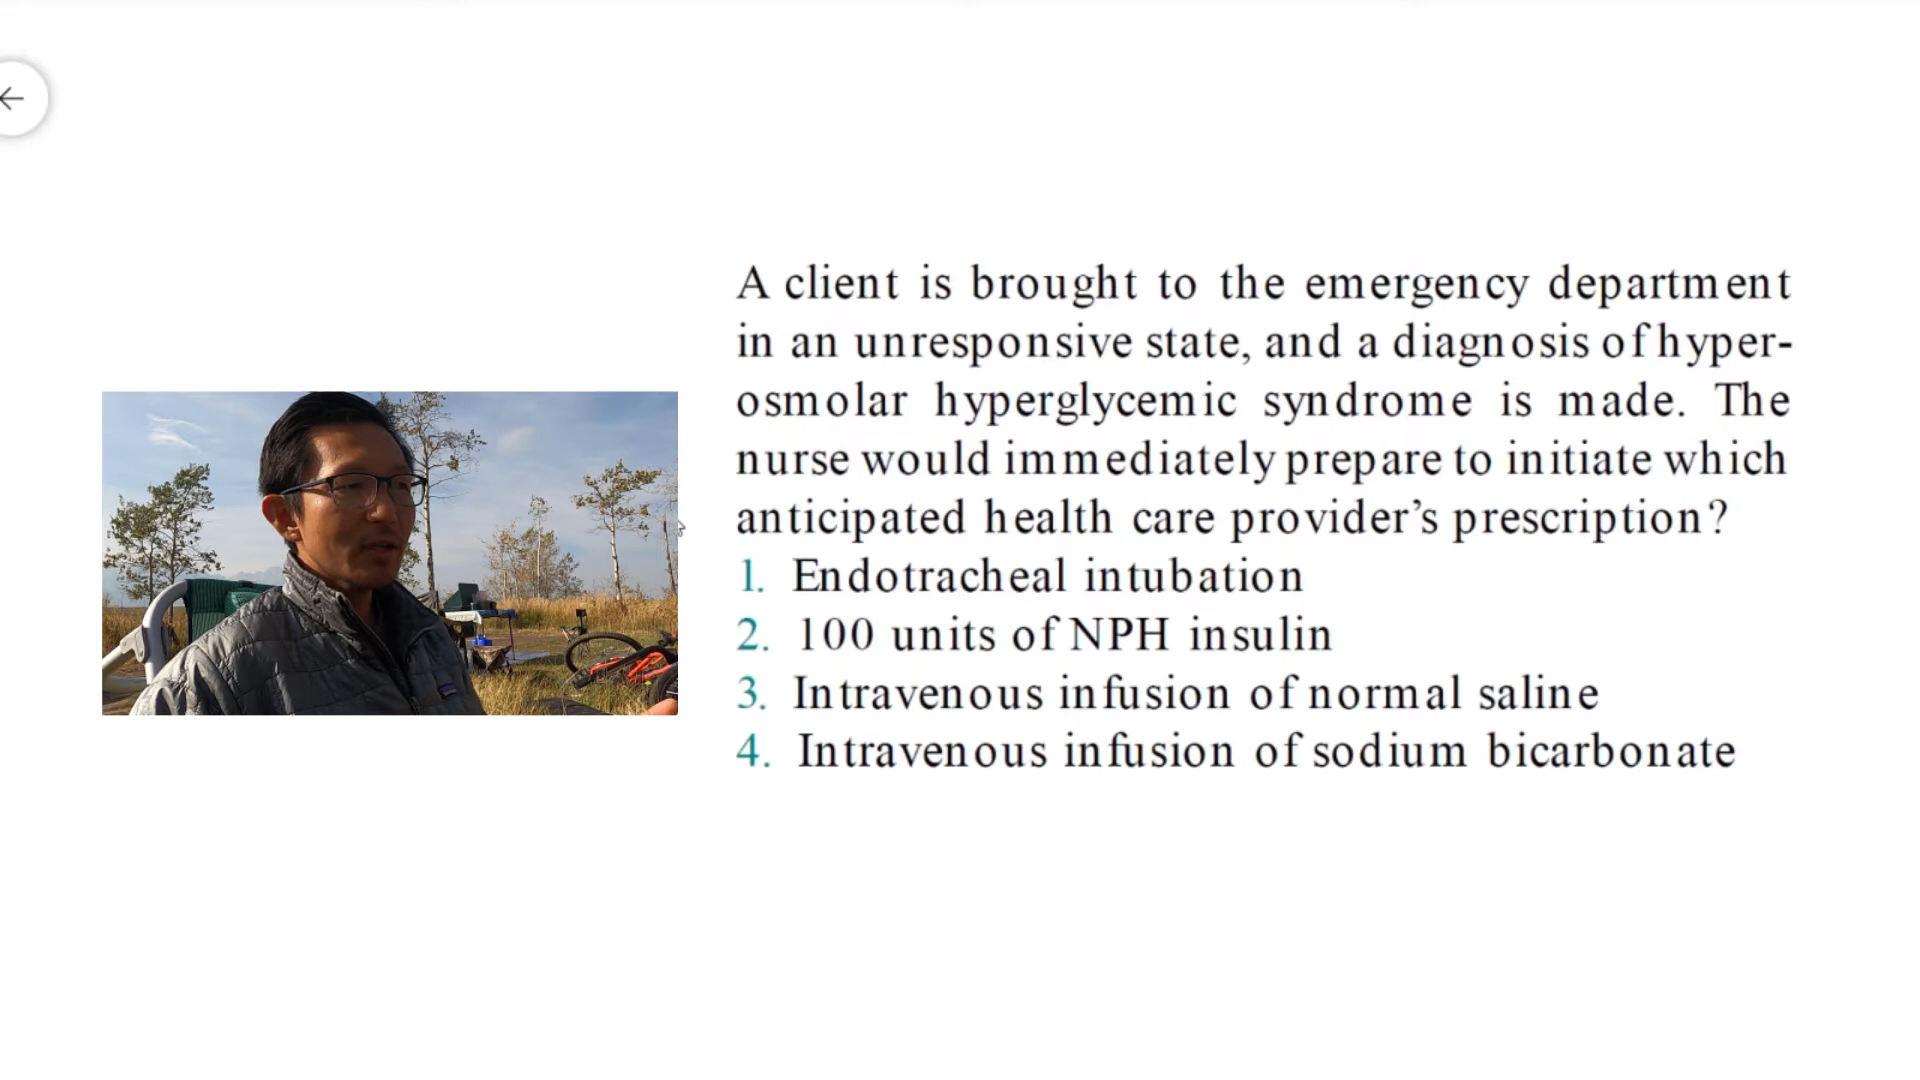 A client is brought to the emergency department
in an unresponsive state, and a diagnosis of hyper-
osmolar hyperglycemic syndrome is made. The
nurse would immediately prepare to initiate which
anticipated health care provider’s prescription?
1. Endotracheal intubation
2. 100 units of NPH insulin
3. Intravenous infusion of normal saline
4. Intravenous infusion of sodium bicarbonate